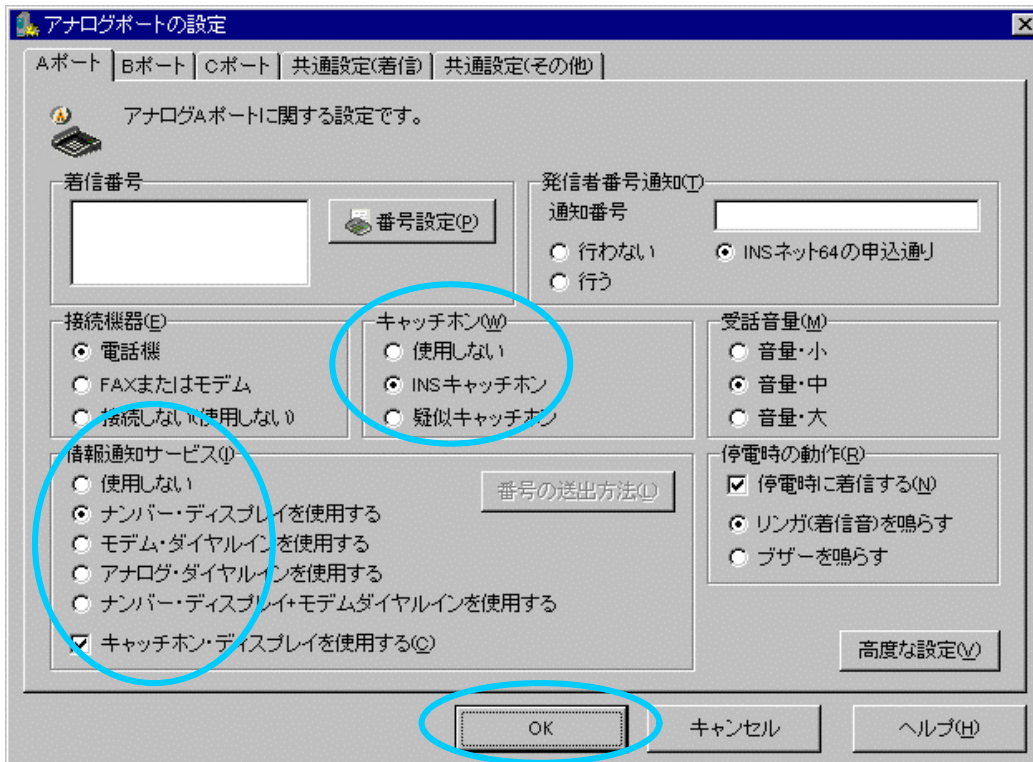 アナログポートの設定
Aポート Bポート Cポート 共通設定(着信) 共通設定(その他)
アナログAポートに関する設定です。
着信番号
番号設定(P)
発信者番号通知(T)
通知番号
行わない
INSネット64の申込通り
行う
接続機器(E)
電話機
FAXまたはモデム
接続しない(使用しない)
キャッチホン(W)
使用しない
INSキャッチホン
疑似キャッチホン
受話音量(M)
音量・小
音量・中
音量・大
情報通知サービス(I)
使用しない
番号の送出方法(L)
ナンバー・ディスプレイを使用する
モデム・ダイヤルインを使用する
アナログ・ダイヤルインを使用する
ナンバー・ディスプレイ+モデムダイヤルインを使用する
キャッチホン・ディスプレイを使用する(C)
停電時の動作(R)
停電時に着信する(N)
リンガ(着信音)を鳴らす
ブザーを鳴らす
高度な設定(V)
OK キャンセル ヘルプ(H)